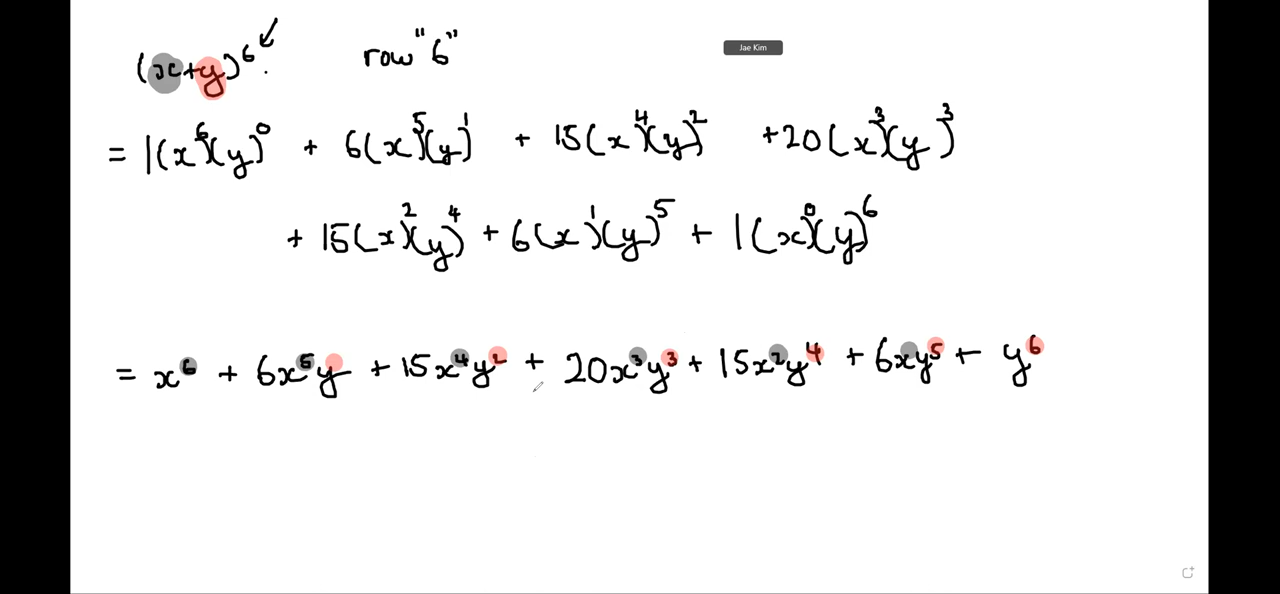 Jae Kim
(x+y)⁶ row "6"
= 1(x)⁶(y)⁰ + 6(x)⁵(y)¹ + 15(x)⁴(y)² +20(x)³(y)³
+ 15(x)²(y)⁴ + 6(x)¹(y)⁵ + 1(x)⁰(y)⁶
= x⁶ + 6x⁵y + 15x⁴y² + 20x³y³ + 15x²y⁴ + 6xy⁵ + y⁶